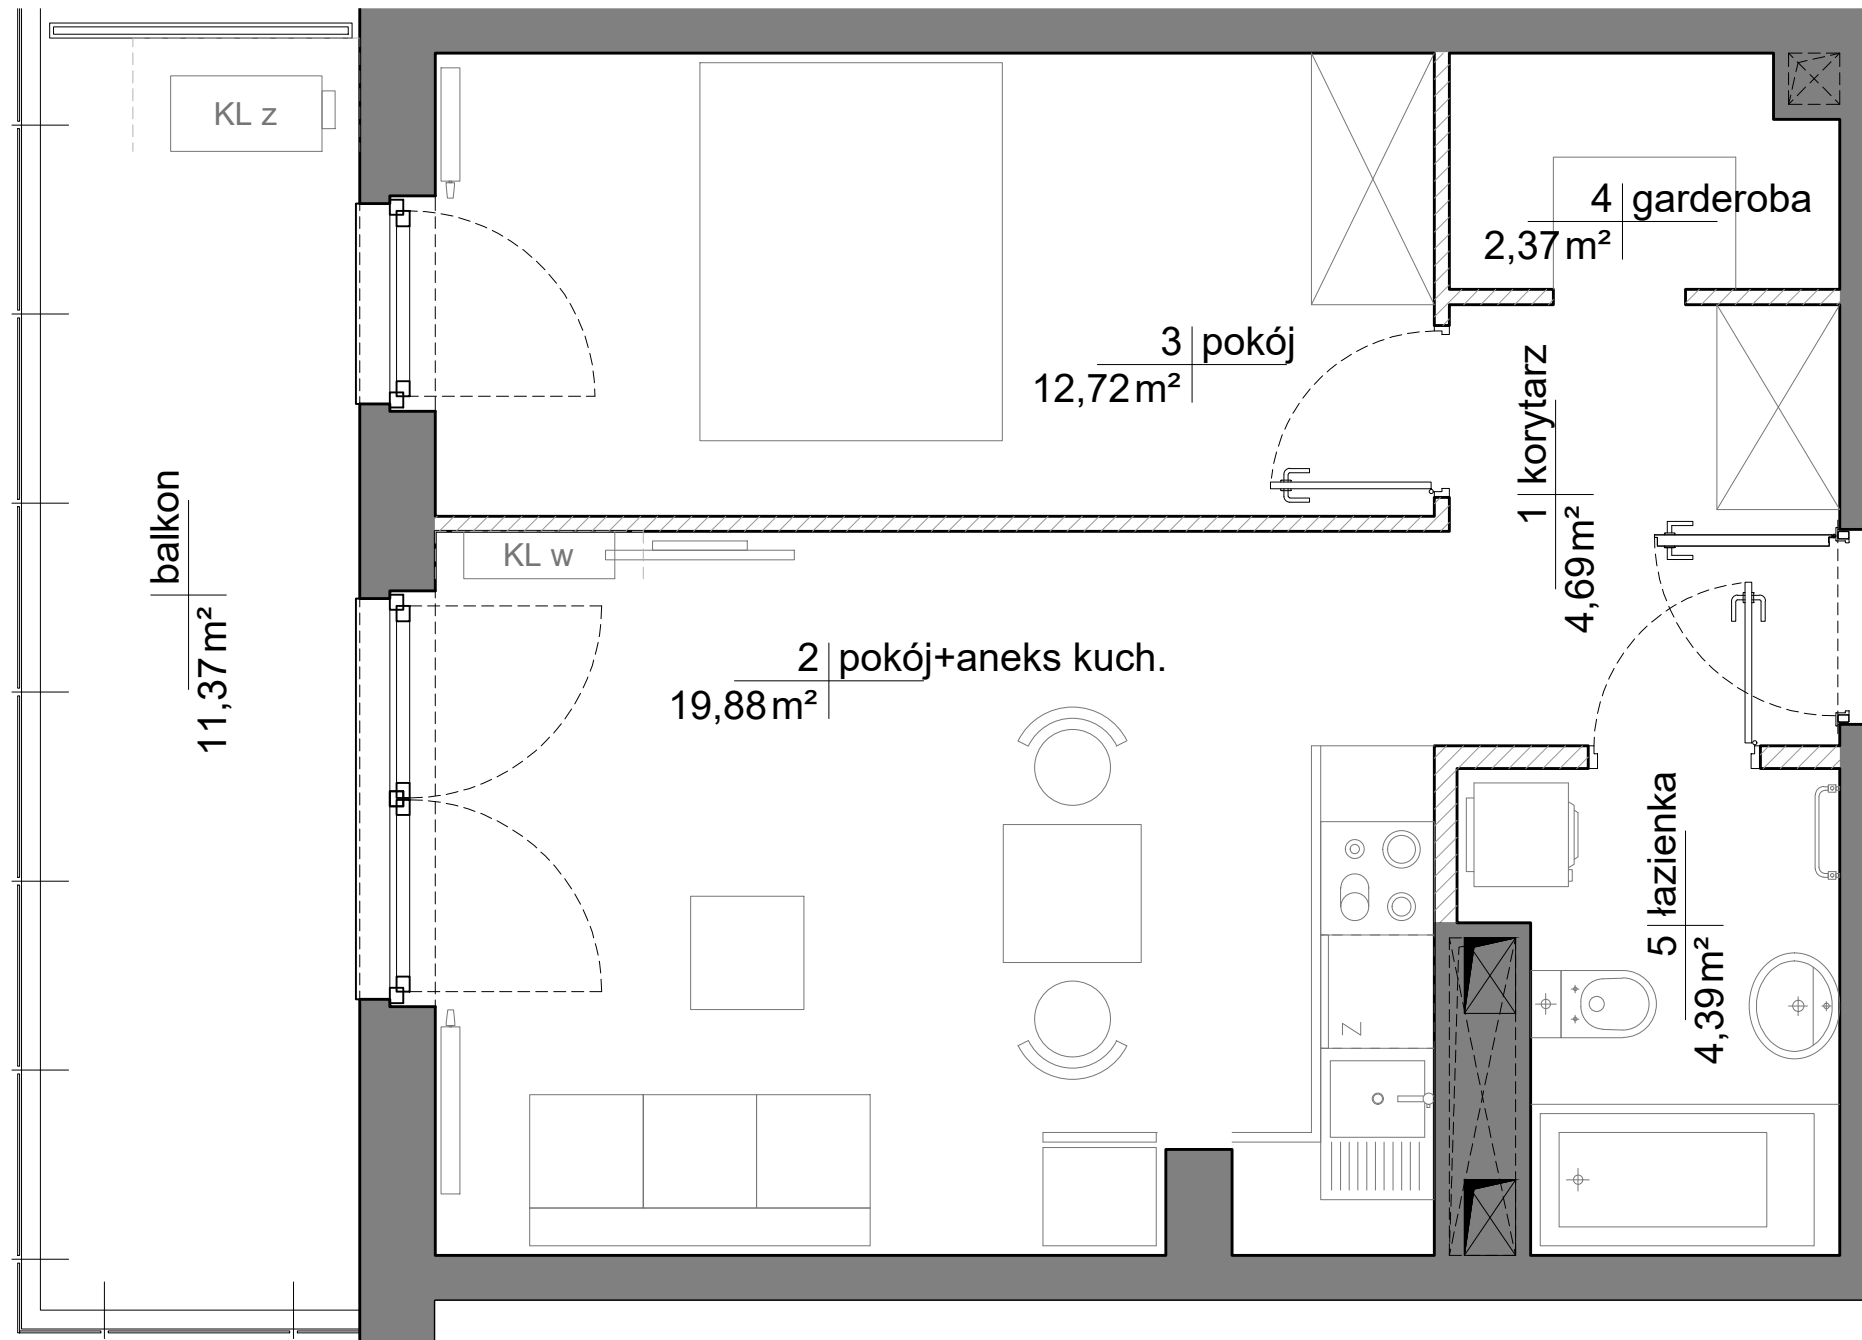 KL z
4 garderoba
2,37 m²
3 pokój
12,72 m²
1 korytarz
4,69 m²
balkon
11,37 m²
KL w
2 pokój+aneks kuch.
19,88 m²
5 łazienka
4,39 m²
Z